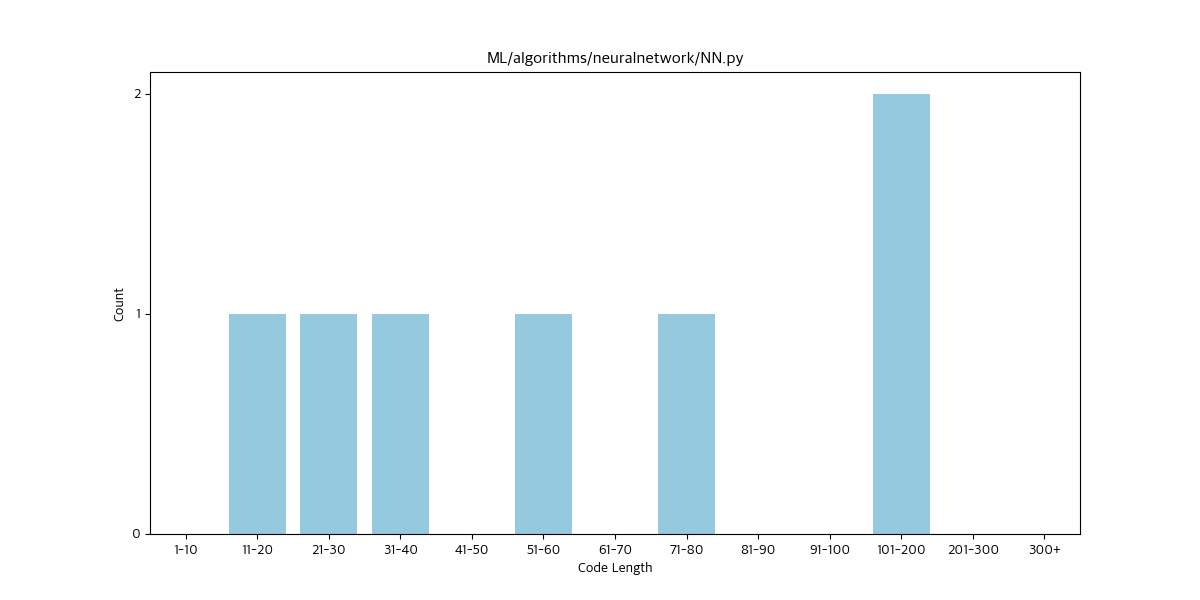 ML/algorithms/neuralnetwork/NN.py
2
1
0
Count
1-10 11-20 21-30 31-40 41-50 51-60 61-70 71-80 81-90 91-100 101-200 201-300 300+
Code Length